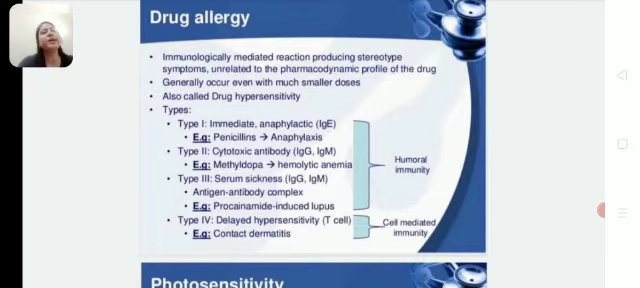 Drug allergy
• Immunologically mediated reaction producing stereotype
symptoms, unrelated to the pharmacodynamic profile of the drug
• Generally occur even with much smaller doses
• Also called Drug hypersensitivity
• Types:
• Type I: Immediate, anaphylactic (IgE)
• E.g: Penicillins → Anaphylaxis
• Type II: Cytotoxic antibody (IgG, IgM)
• E.g: Methyldopa → hemolytic anemia
• Type III: Serum sickness (IgG, IgM)
• Antigen-antibody complex
• E.g: Procainamide-induced lupus
Humoral
immunity
• Type IV: Delayed hypersensitivity (T cell)
• E.g: Contact dermatitis
Cell mediated
immunity
Photosensitivity